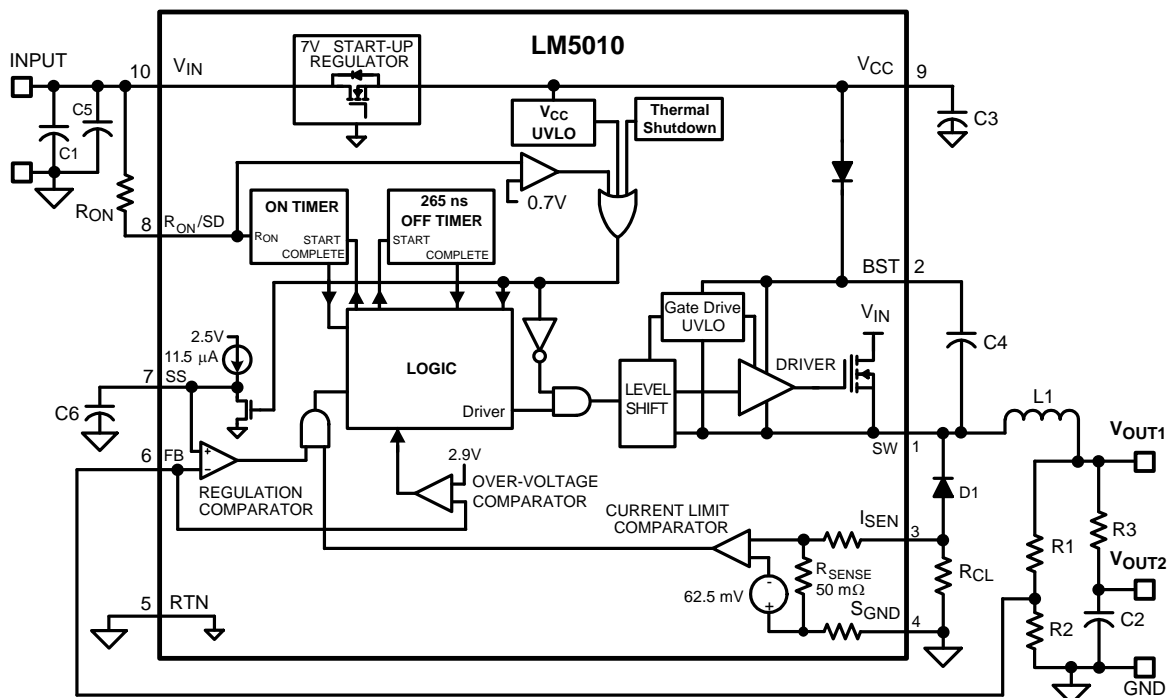 LM5010
7V START-UP
REGULATOR
INPUT
10
VIN
VCC
9
C5
C1
VCC
UVLO
Thermal
Shutdown
C3
RON
0.7V
8
RON/SD
ON TIMER
RON
START
COMPLETE
265 ns
OFF TIMER
START
COMPLETE
BST
2
Gate Drive
UVLO
VIN
C4
2.5V
11.5 µA
7
SS
LOGIC
DRIVER
LEVEL
SHIFT
C6
Driver
L1
VOUT1
SW
1
6
FB
2.9V
REGULATION
COMPARATOR
OVER-VOLTAGE
COMPARATOR
D1
CURRENT LIMIT
COMPARATOR
ISEN
3
R1
R3
VOUT2
RSENSE
50 mΩ
RCL
62.5 mV
+
-
+
-
5
RTN
SGND
4
R2
C2
GND